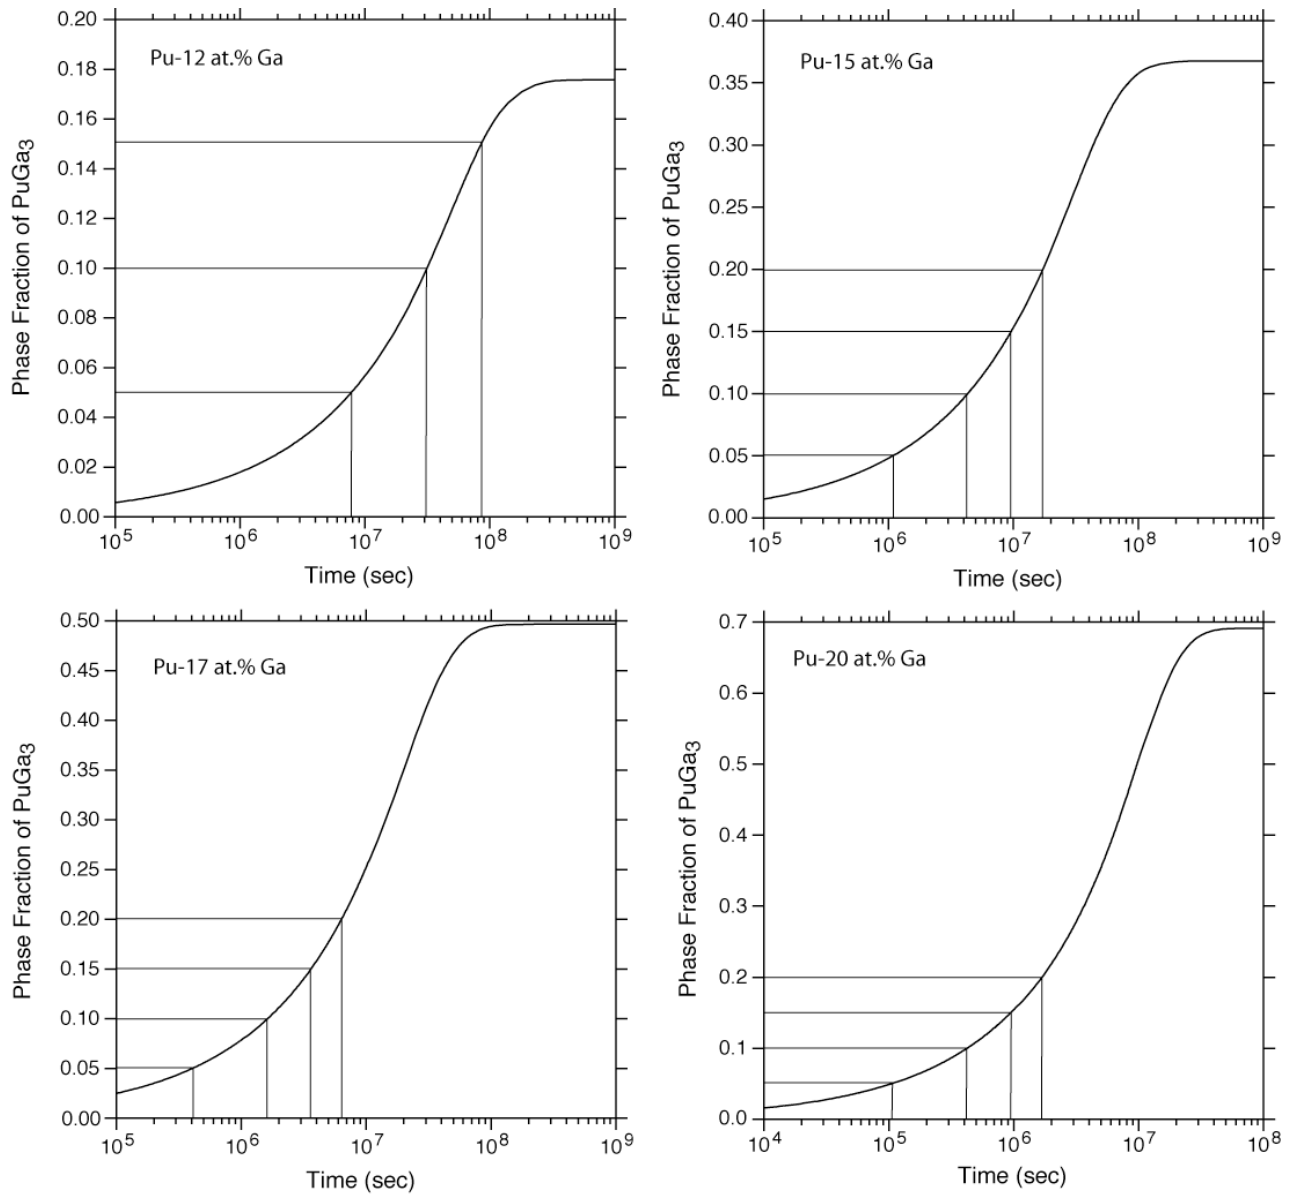 Pu-12 at.% Ga
Phase Fraction of PuGa3
0.20
0.18
0.16
0.14
0.12
0.10
0.08
0.06
0.04
0.02
0.00
10^5 10^6 10^7 10^8 10^9
Time (sec)
Pu-15 at.% Ga
Phase Fraction of PuGa3
0.40
0.35
0.30
0.25
0.20
0.15
0.10
0.05
0.00
10^5 10^6 10^7 10^8 10^9
Time (sec)
Pu-17 at.% Ga
Phase Fraction of PuGa3
0.50
0.45
0.40
0.35
0.30
0.25
0.20
0.15
0.10
0.05
0.00
10^5 10^6 10^7 10^8 10^9
Time (sec)
Pu-20 at.% Ga
Phase Fraction of PuGa3
0.7
0.6
0.5
0.4
0.3
0.2
0.1
0.0
10^4 10^5 10^6 10^7 10^8
Time (sec)